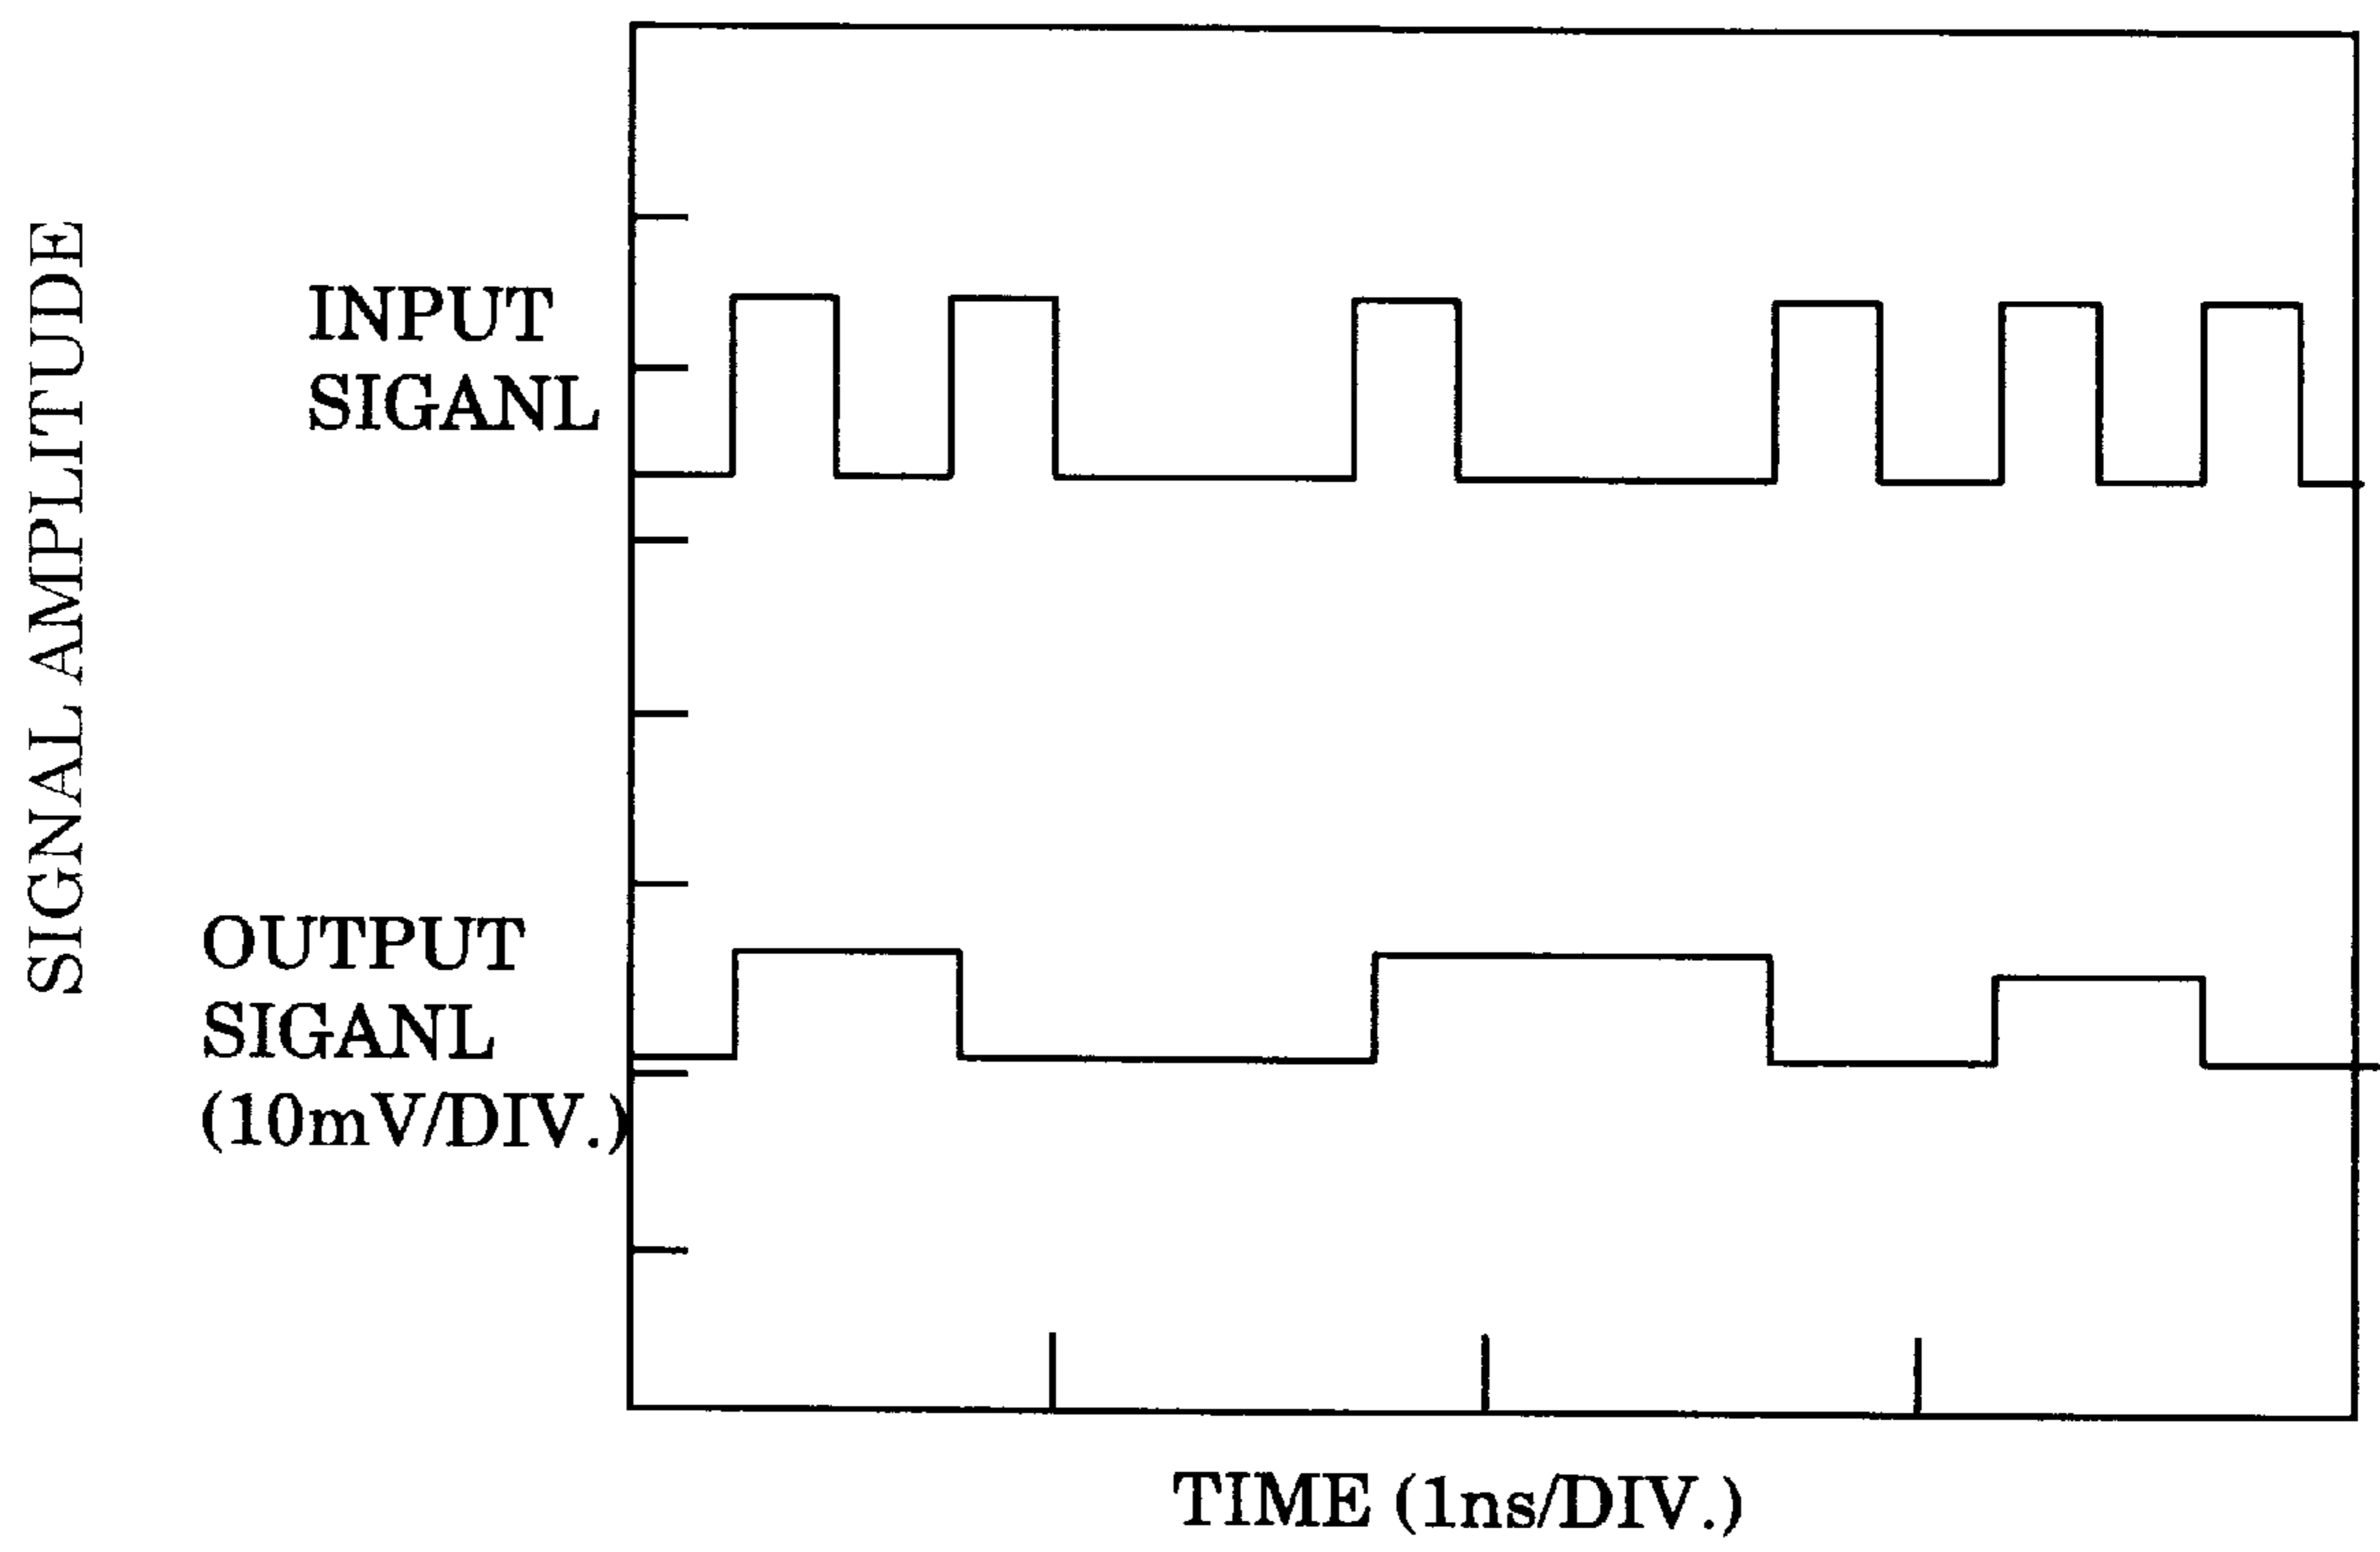 SIGNAL AMPLITUDE
INPUT
SIGANL
OUTPUT
SIGANL
(10mV/DIV.)
TIME (1ns/DIV.)